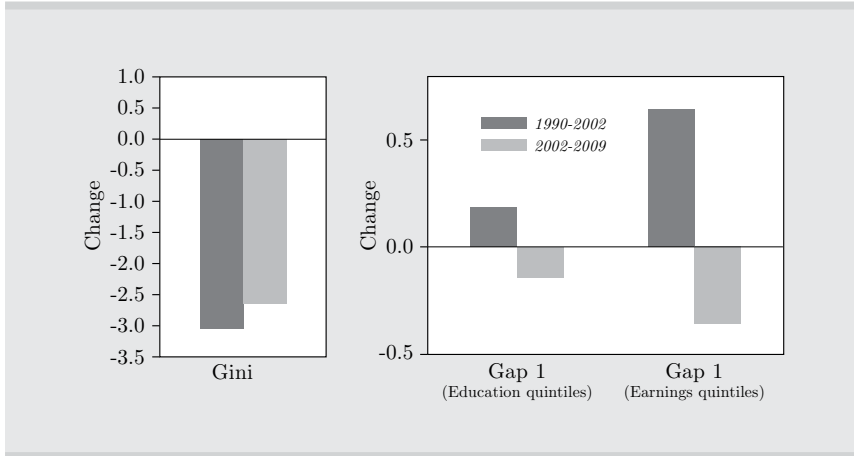 1.0
0.5
0.0
-0.5
-1.0
-1.5
-2.0
-2.5
-3.0
-3.5
Change
Gini
0.5
0.0
-0.5
Change
1990-2002
2002-2009
Gap 1
(Education quintiles)
Gap 1
(Earnings quintiles)